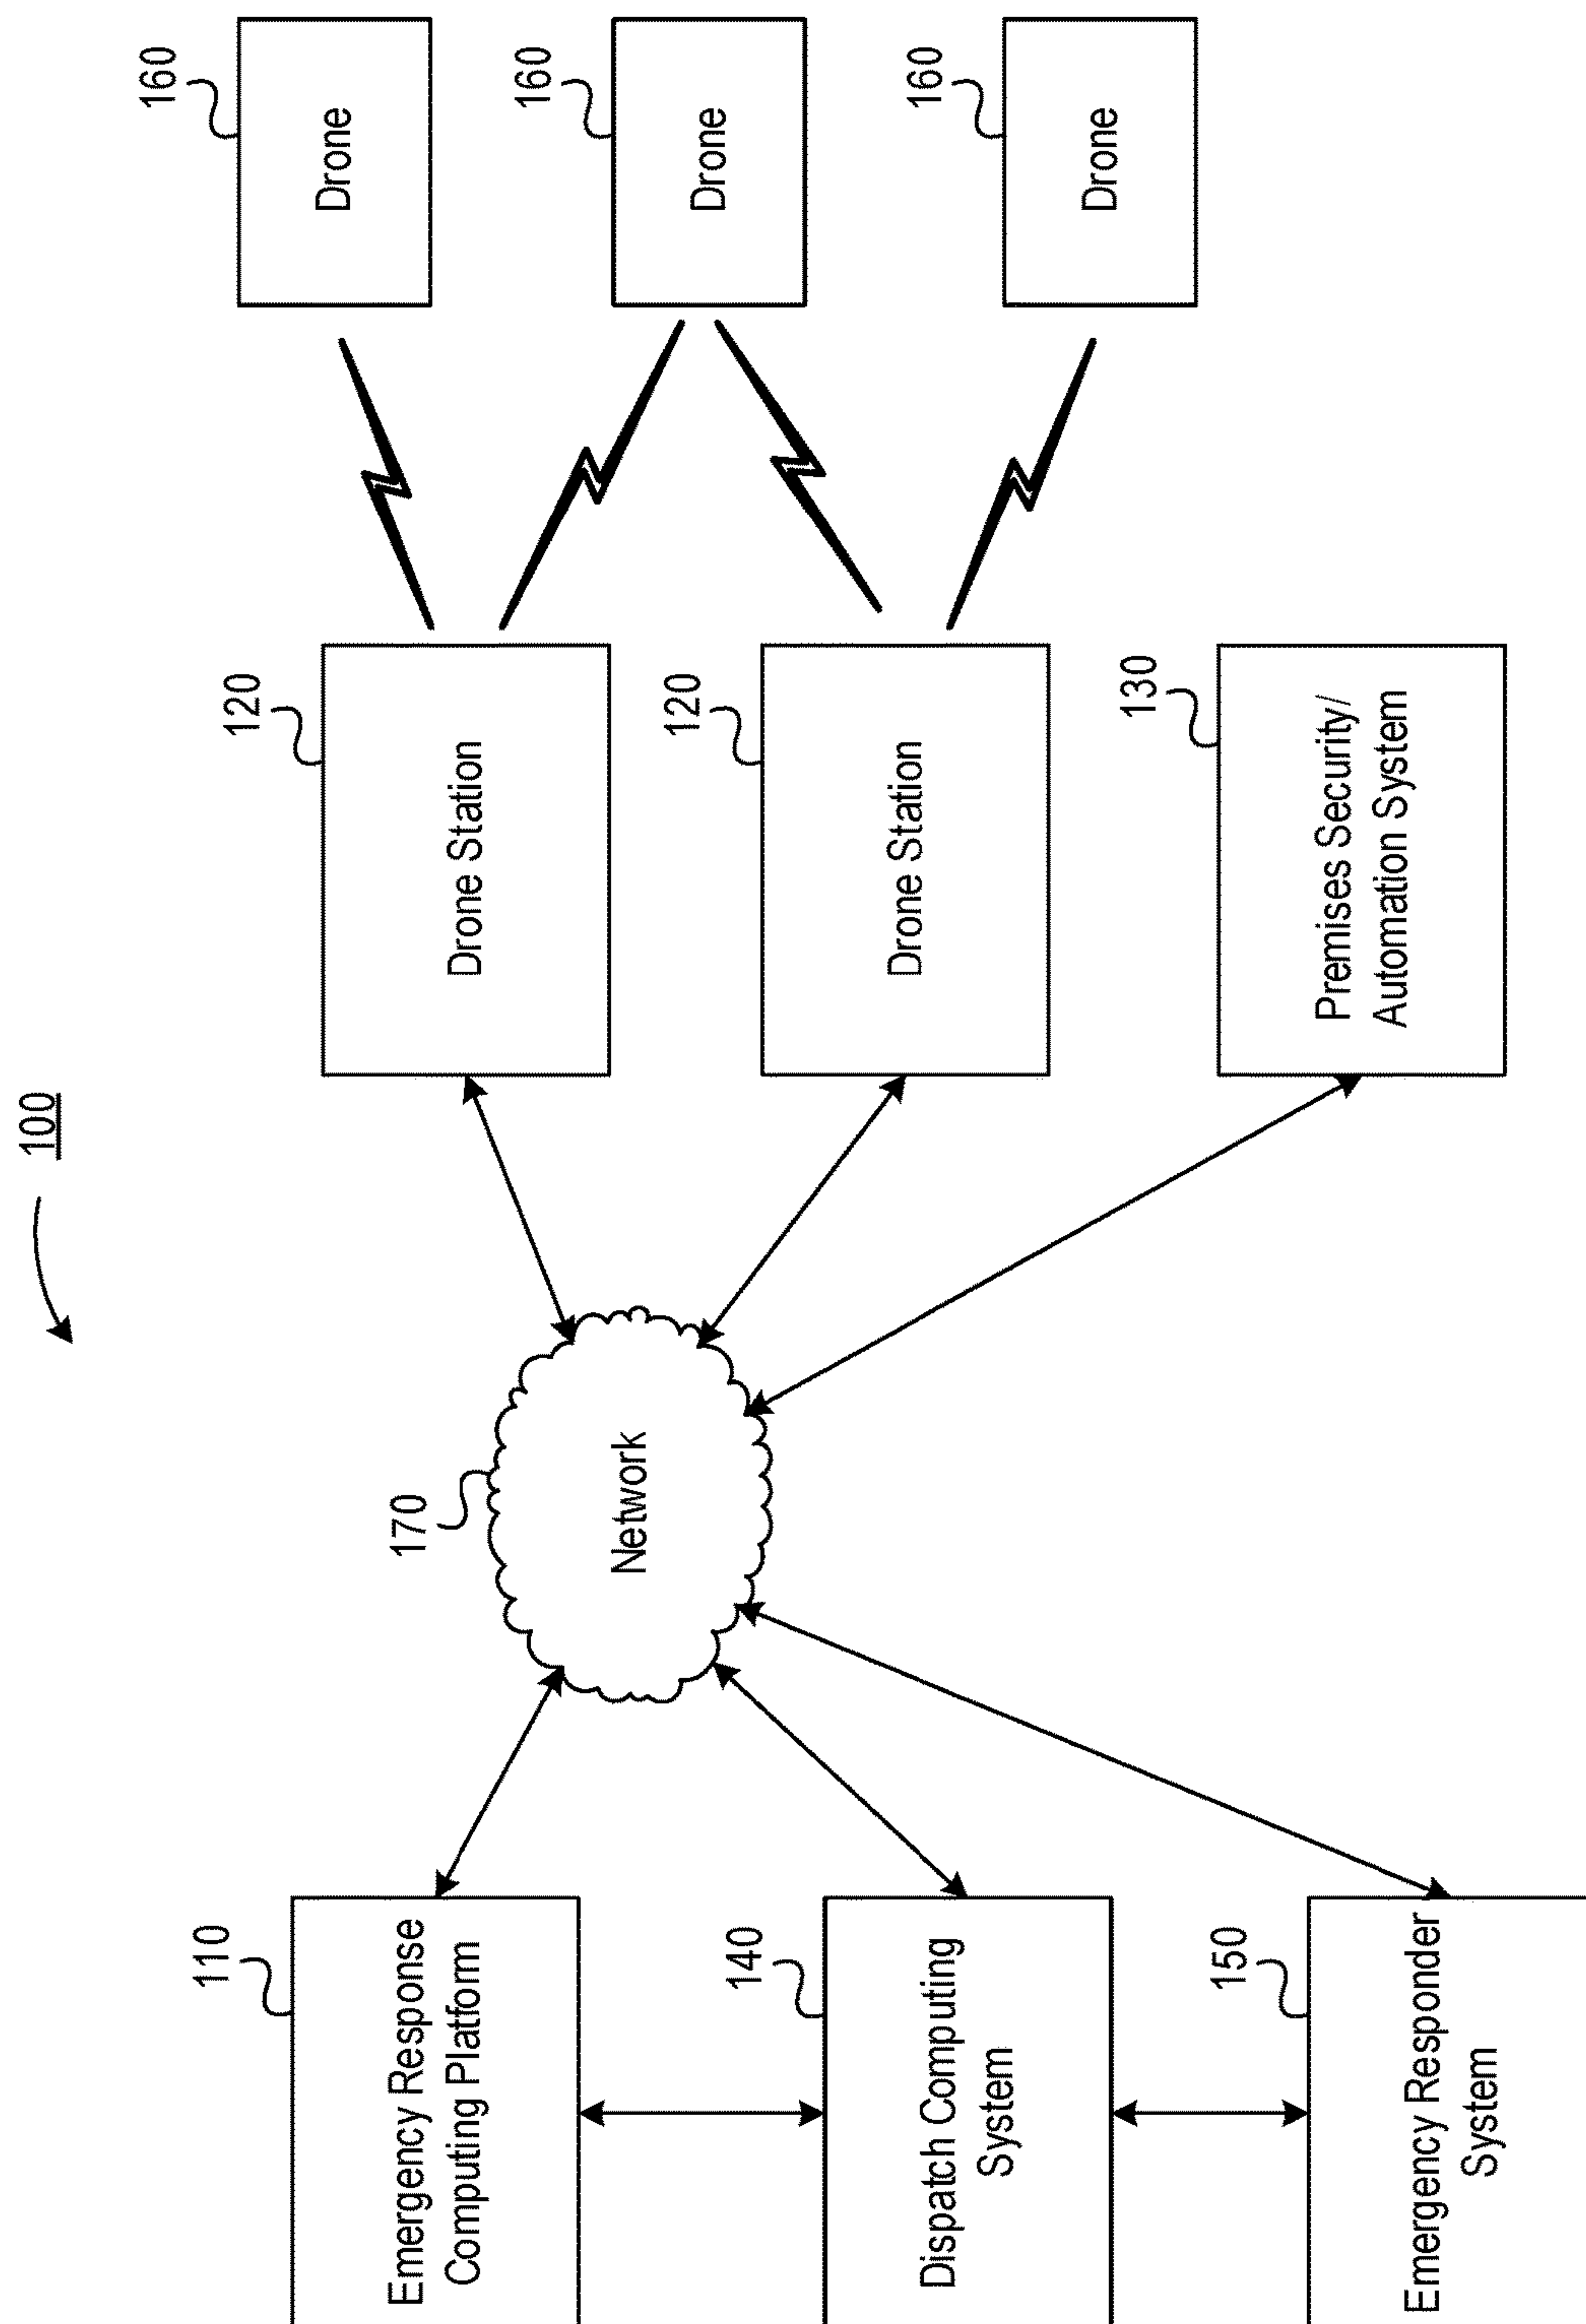 100
110
Emergency Response
Computing Platform
140
Dispatch Computing
System
150
Emergency Responder
System
170
Network
120
Drone Station
120
Drone Station
130
Premises Security/
Automation System
160
Drone
160
Drone
160
Drone